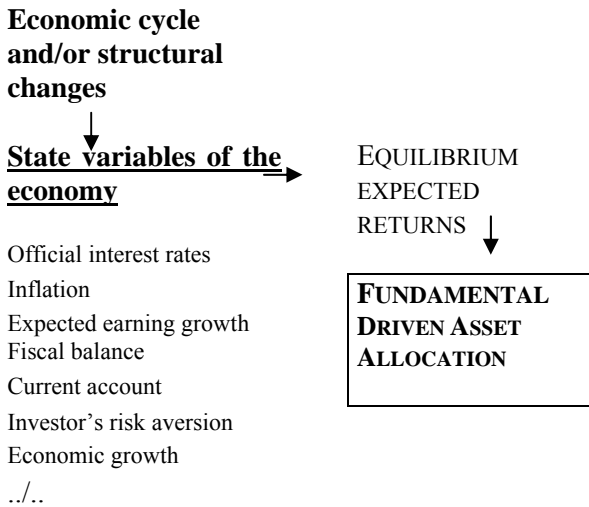 Economic cycle
and/or structural
changes
State variables of the
economy
Official interest rates
Inflation
Expected earning growth
Fiscal balance
Current account
Investor's risk aversion
Economic growth
../..
EQUILIBRIUM
EXPECTED
RETURNS
FUNDAMENTAL
DRIVEN ASSET
ALLOCATION